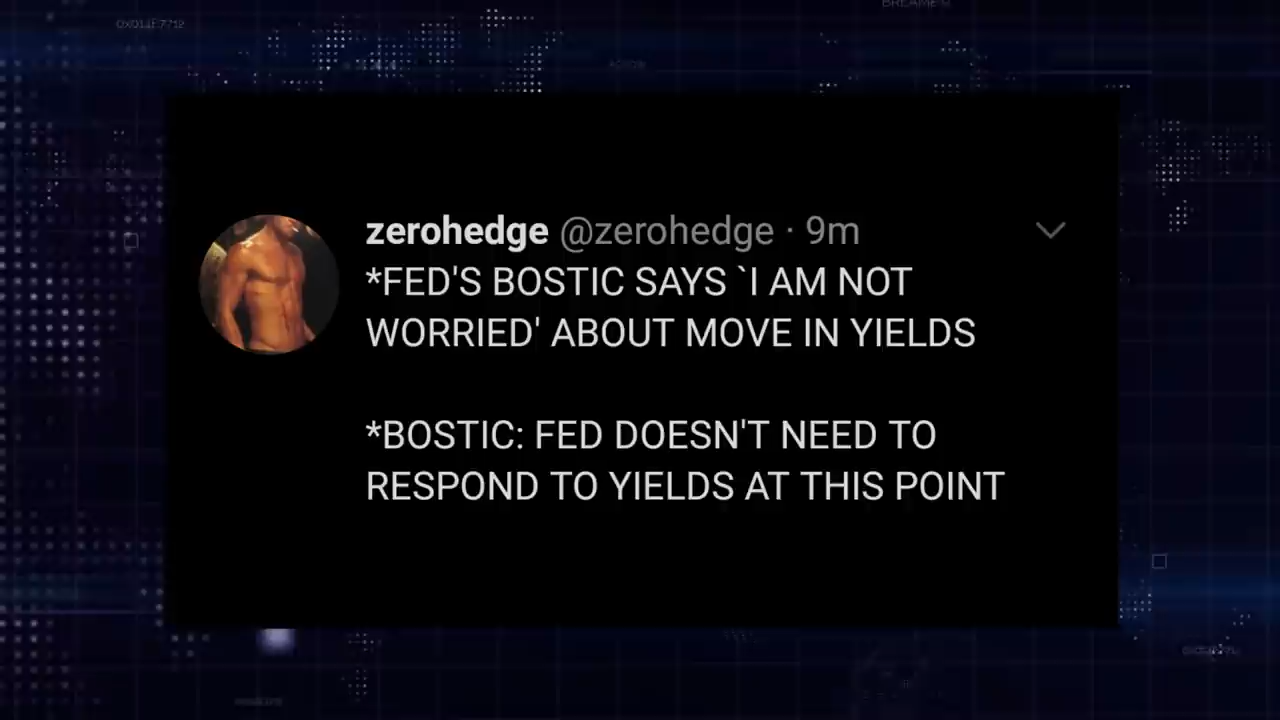 zerohedge @zerohedge · 9m
*FED'S BOSTIC SAYS `I AM NOT
WORRIED' ABOUT MOVE IN YIELDS
*BOSTIC: FED DOESN'T NEED TO
RESPOND TO YIELDS AT THIS POINT